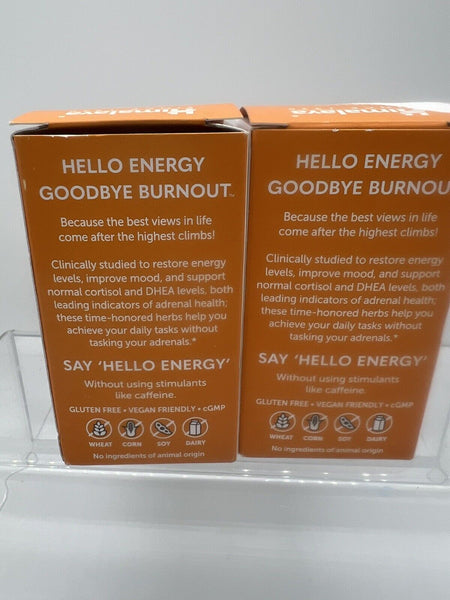 Himalaya
HELLO ENERGY
GOODBYE BURNOUT™
Because the best views in life
come after the highest climbs!
Clinically studied to restore energy
levels, improve mood, and support
normal cortisol and DHEA levels, both
leading indicators of adrenal health;
these time-honored herbs help you
achieve your daily tasks without
tasking your adrenals.*
SAY 'HELLO ENERGY'
Without using stimulants
like caffeine.
GLUTEN FREE • VEGAN FRIENDLY • cGMP
WHEAT CORN SOY DAIRY
No ingredients of animal origin
Himalaya
HELLO ENERGY
GOODBYE BURNOU
Because the best views in life
come after the highest climbs!
Clinically studied to restore energy
levels, improve mood, and support
normal cortisol and DHEA levels, both
leading indicators of adrenal health;
these time-honored herbs help you
achieve your daily tasks without
tasking your adrenals.*
SAY 'HELLO ENERGY'
Without using stimulants
like caffeine.
GLUTEN FREE • VEGAN FRIENDLY • cGMP
WHEAT CORN SOY DAIRY
No ingredients of animal origin